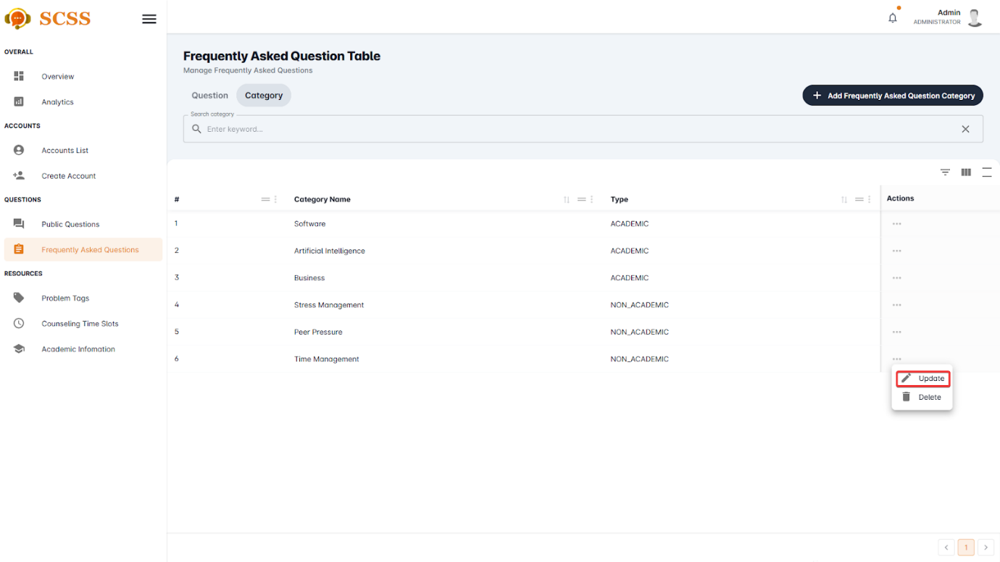 SCSS
Admin
ADMINISTRATOR
OVERALL
Overview
Analytics
ACCOUNTS
Accounts List
Create Account
QUESTIONS
Public Questions
Frequently Asked Questions
RESOURCES
Problem Tags
Counseling Time Slots
Academic Infomation
Frequently Asked Question Table
Manage Frequently Asked Questions
Question Category
+ Add Frequently Asked Question Category
Search category
Enter keyword...
# Category Name Type Actions
1 Software ACADEMIC
2 Artificial Intelligence ACADEMIC
3 Business ACADEMIC
4 Stress Management NON_ACADEMIC
5 Peer Pressure NON_ACADEMIC
6 Time Management NON_ACADEMIC
Update
Delete
1